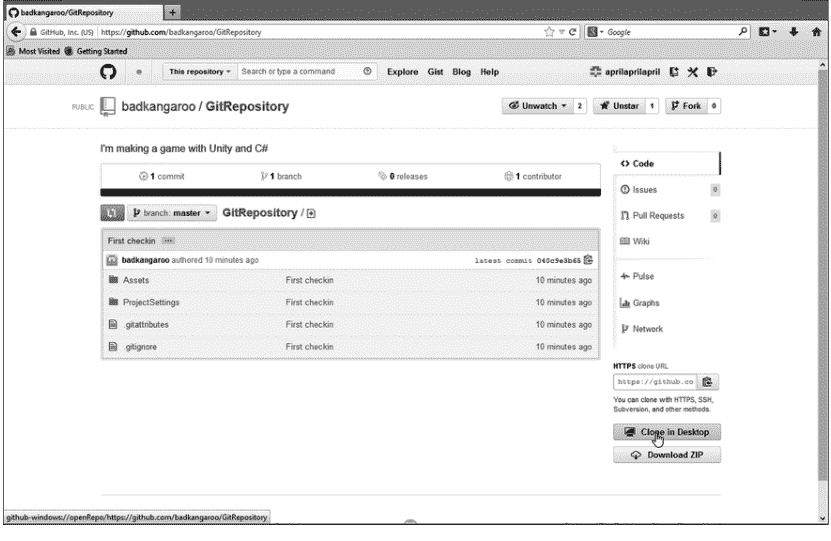 badkangaroo/GitRepository
GitHub, Inc. (US) https://github.com/badkangaroo/GitRepository
Google
Most Visited Getting Started
This repository Search or type a command Explore Gist Blog Help aprilaprilapril
PUBLIC badkangaroo / GitRepository Unwatch 2 Unstar 1 Fork 0
I'm making a game with Unity and C#
1 commit 1 branch 0 releases 1 contributor
branch: master GitRepository /
First checkin
badkangaroo authored 10 minutes ago latest commit 040c9e3b65
Assets First checkin 10 minutes ago
ProjectSettings First checkin 10 minutes ago
.gitattributes First checkin 10 minutes ago
.gitignore First checkin 10 minutes ago
Code
Issues 0
Pull Requests 0
Wiki
Pulse
Graphs
Network
HTTPS clone URL
https://github.co
You can clone with HTTPS, SSH,
Subversion, and other methods.
Clone in Desktop
Download ZIP
github-windows://openRepo/https://github.com/badkangaroo/GitRepository